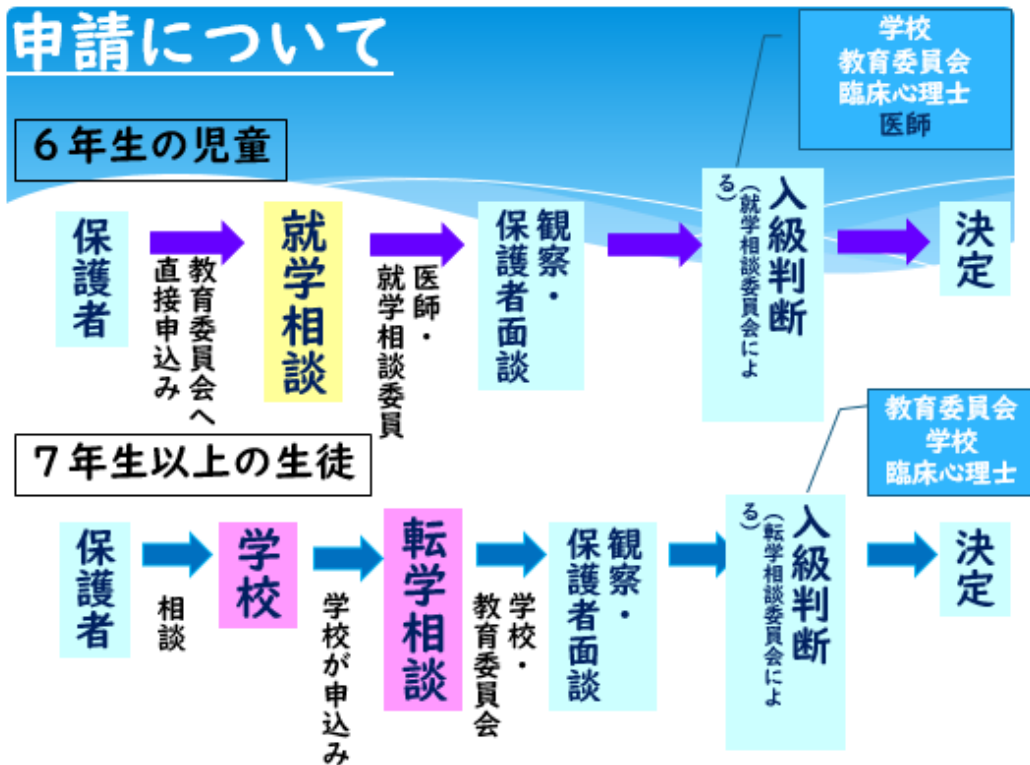 申請について
学校
教育委員会
臨床心理士
医師
６年生の児童
保護者
教育委員会へ
直接申込み
就学相談
医師・
就学相談委員
観察・
保護者面談
入級判断
（就学相談委員会によ
る）
決定
教育委員会
学校
臨床心理士
７年生以上の生徒
保護者
相談
学校
学校が申込み
転学相談
学校・
教育委員会
観察・
保護者面談
入級判断
（転学相談委員会によ
る）
決定